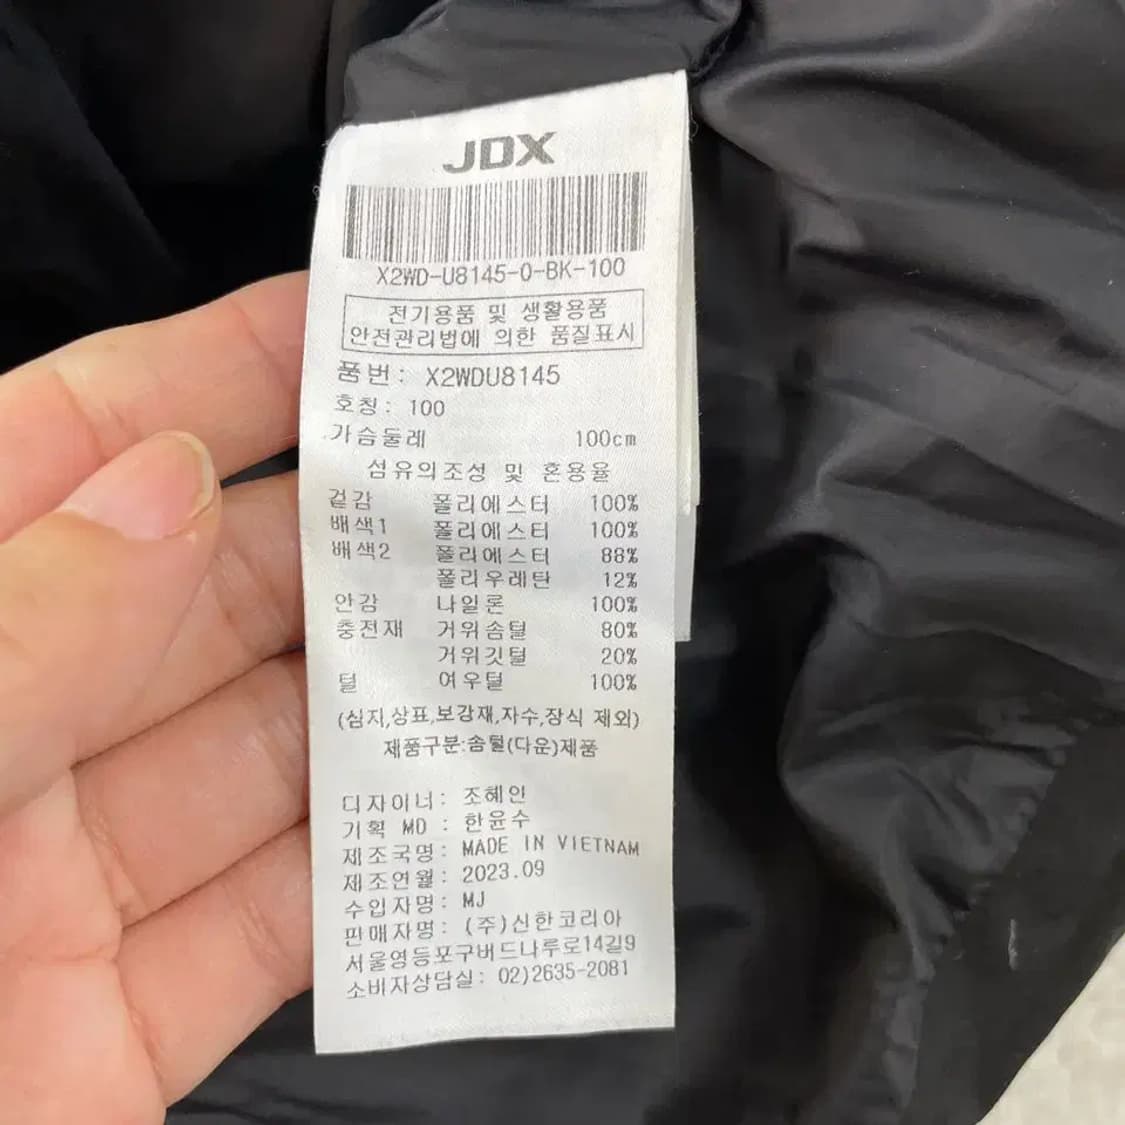 JDX
X2WD-U8145-0-BK-100
전기용품 및 생활용품
안전관리법에 의한 품질표시
품번: X2WDU8145
호칭: 100
가슴둘레 100cm
섬유의조성 및 혼용율
겉감 폴리에스터 100%
배색1 폴리에스터 100%
배색2 폴리에스터 88%
폴리우레탄 12%
안감 나일론 100%
충전재 거위솜털 80%
거위깃털 20%
털 여우털 100%
(심지,상표,보강재,자수,장식 제외)
제품구분:솜털(다운)제품
디자이너: 조혜인
기획 MD : 한윤수
제조국명: MADE IN VIETNAM
제조연월: 2023.09
수입자명: MJ
판매자명: (주)신한코리아
서울영등포구버드나루로14길9
소비자상담실: 02)2635-2081